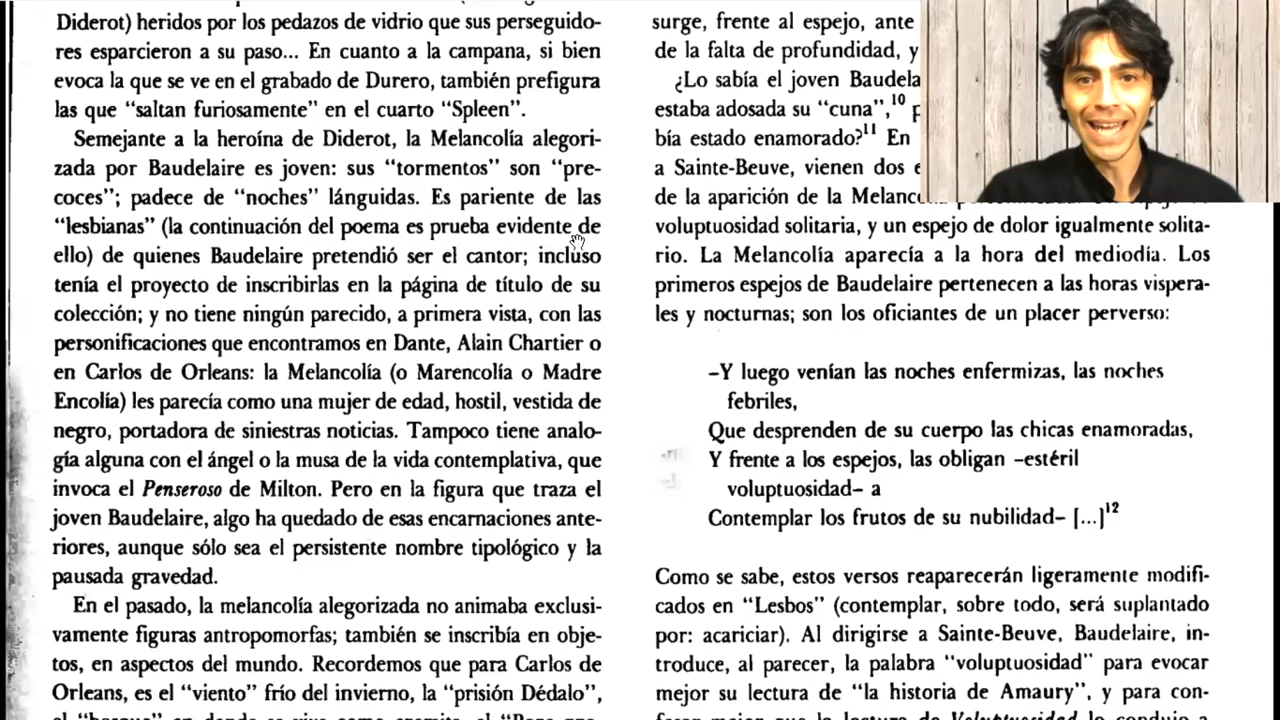 Diderot) heridos por los pedazos de vidrio que sus perseguido-
res esparcieron a su paso... En cuanto a la campana, si bien
evoca la que se ve en el grabado de Durero, también prefigura
las que “saltan furiosamente” en el cuarto “Spleen”.
Semejante a la heroína de Diderot, la Melancolía alegori-
zada por Baudelaire es joven: sus “tormentos” son “pre-
coces”; padece de “noches” lánguidas. Es pariente de las
“lesbianas” (la continuación del poema es prueba evidente de
ello) de quienes Baudelaire pretendió ser el cantor; incluso
tenía el proyecto de inscribirlas en la página de título de su
colección; y no tiene ningún parecido, a primera vista, con las
personificaciones que encontramos en Dante, Alain Chartier o
en Carlos de Orleans: la Melancolía (o Marencolía o Madre
Encolía) les parecía como una mujer de edad, hostil, vestida de
negro, portadora de siniestras noticias. Tampoco tiene analo-
gía alguna con el ángel o la musa de la vida contemplativa, que
invoca el Penseroso de Milton. Pero en la figura que traza el
joven Baudelaire, algo ha quedado de esas encarnaciones ante-
riores, aunque sólo sea el persistente nombre tipológico y la
pausada gravedad.
En el pasado, la melancolía alegorizada no animaba exclusi-
vamente figuras antropomorfas; también se inscribía en obje-
tos, en aspectos del mundo. Recordemos que para Carlos de
Orleans, es el “viento” frío del invierno, la “prisión Dédalo”,
surge, frente al espejo, ante
de la falta de profundidad, y
¿Lo sabía el joven Baudela
estaba adosada su “cuna”,10 p
bía estado enamorado?11 En
a Sainte-Beuve, vienen dos
de la aparición de la Melanc
voluptuosidad solitaria, y un espejo de dolor igualmente solita-
rio. La Melancolía aparecía a la hora del mediodía. Los
primeros espejos de Baudelaire pertenecen a las horas vispera-
les y nocturnas; son los oficiantes de un placer perverso:
–Y luego venían las noches enfermizas, las noches
febriles,
Que desprenden de su cuerpo las chicas enamoradas,
Y frente a los espejos, las obligan –estéril
voluptuosidad– a
Contemplar los frutos de su nubilidad– [...]12
Como se sabe, estos versos reaparecerán ligeramente modifi-
cados en “Lesbos” (contemplar, sobre todo, será suplantado
por: acariciar). Al dirigirse a Sainte-Beuve, Baudelaire, in-
troduce, al parecer, la palabra “voluptuosidad” para evocar
mejor su lectura de “la historia de Amaury”, y para con-